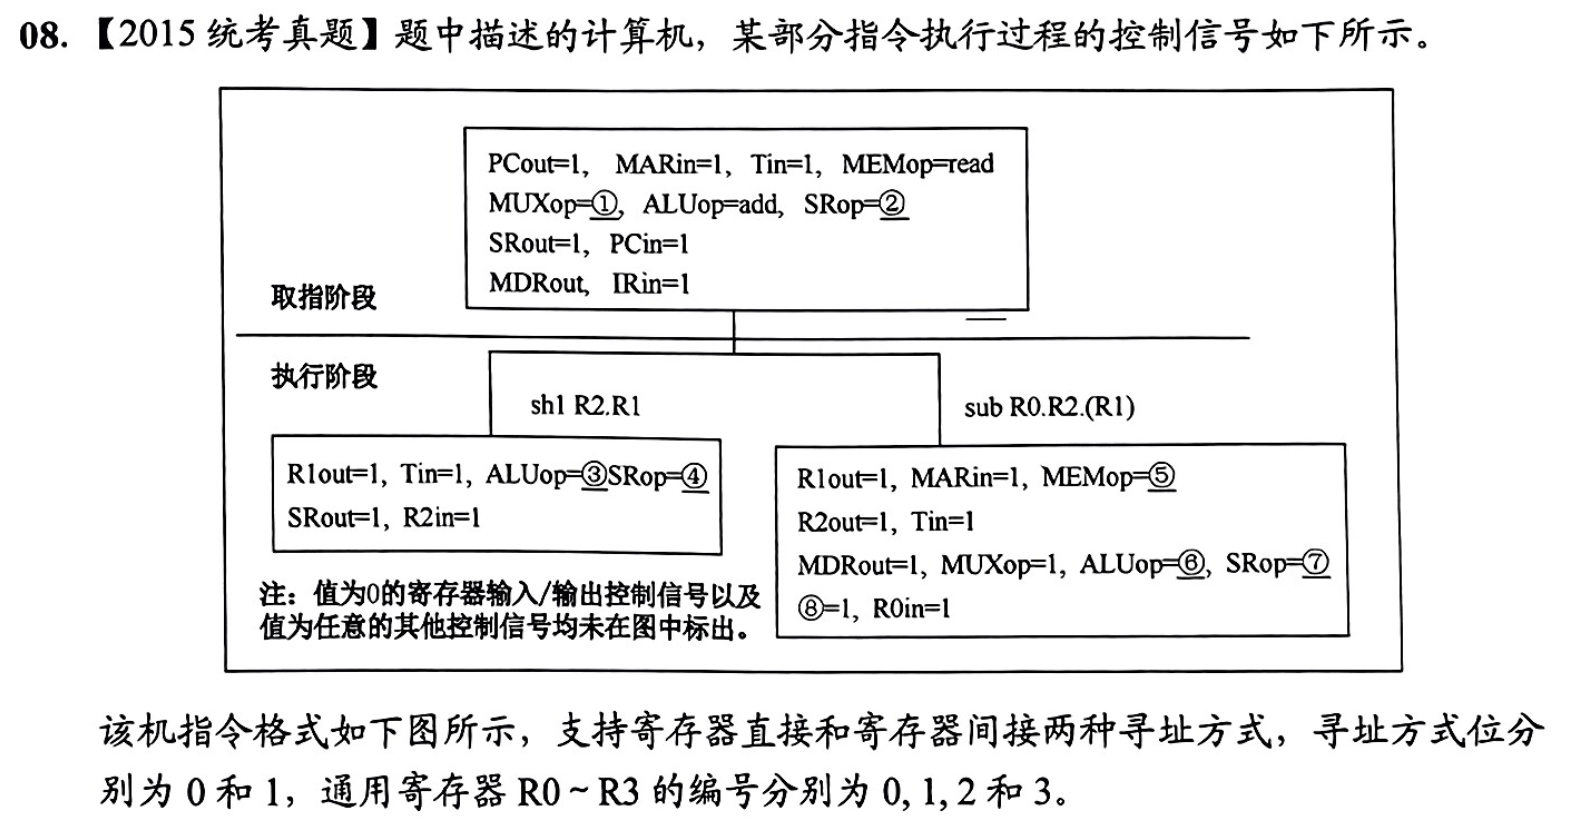 08. 【2015 统考真题】题中描述的计算机，某部分指令执行过程的控制信号如下所示。
PCout=1, MARin=1, Tin=1, MEMop=read
MUXop=①, ALUop=add, SRop=②
SRout=1, PCin=1
MDRout, IRin=1
取指阶段
执行阶段
sh1 R2.R1
sub R0.R2.(R1)
R1out=1, Tin=1, ALUop=③SRop=④
SRout=1, R2in=1
R1out=1, MARin=1, MEMop=⑤
R2out=1, Tin=1
MDRout=1, MUXop=1, ALUop=⑥, SRop=⑦
⑧=1, R0in=1
注：值为0的寄存器输入/输出控制信号以及
值为任意的其他控制信号均未在图中标出。
该机指令格式如下图所示，支持寄存器直接和寄存器间接两种寻址方式，寻址方式位分
别为 0 和 1，通用寄存器 R0 ~ R3 的编号分别为 0, 1, 2 和 3。